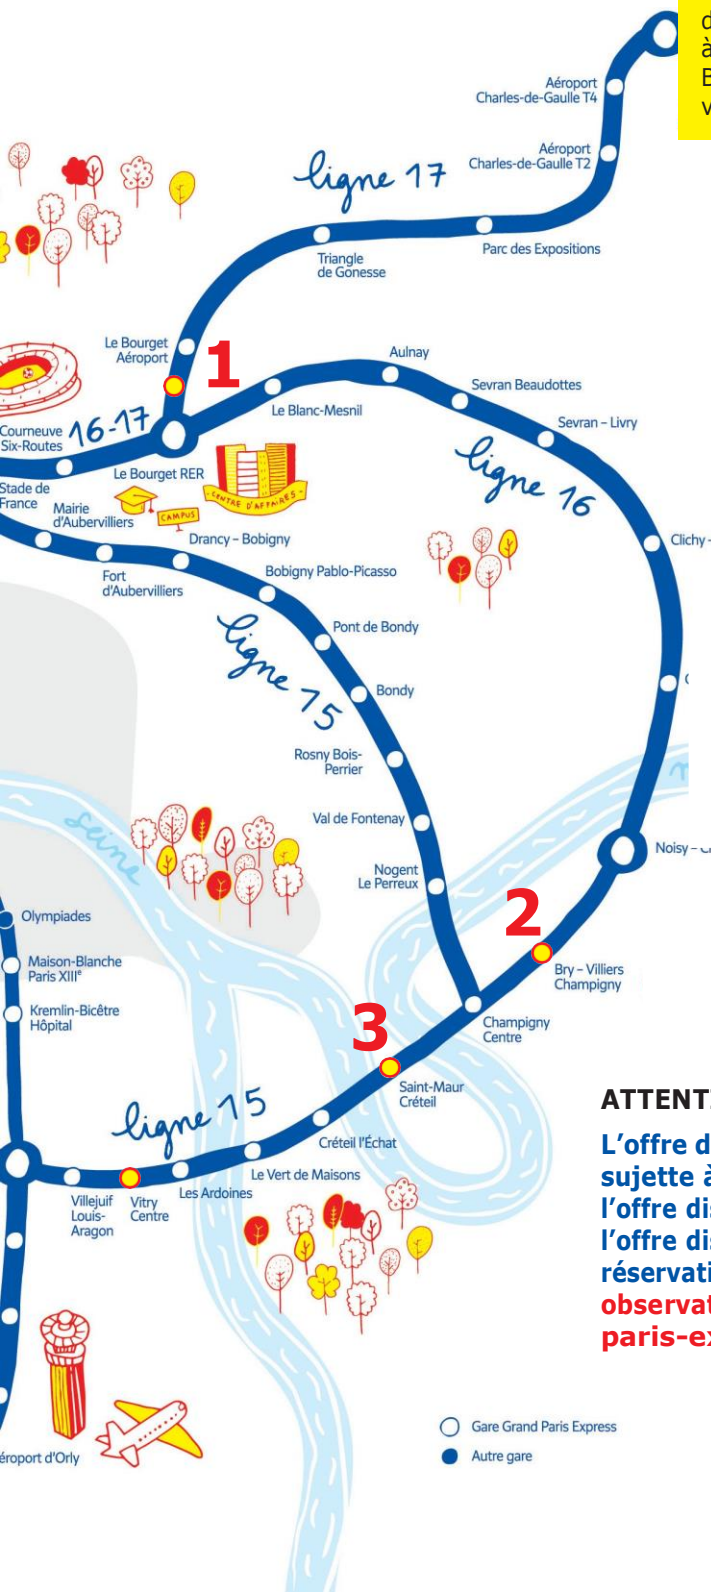 d
à
B
v
Aéroport
Charles-de-Gaulle T4
Aéroport
Charles-de-Gaulle T2
ligne 17
Triangle
de Gonesse
Parc des Expositions
Le Bourget
Aéroport
1
Aulnay
Sevran Beaudottes
Le Blanc-Mesnil
Sevran – Livry
Courneuve
Six-Routes
16-17
Le Bourget RER
ligne 16
CENTRE D'AFFAIRES
CAMPUS
Stade de
France
Mairie
d'Aubervilliers
Drancy – Bobigny
Clichy -
Fort
d'Aubervilliers
Bobigny Pablo-Picasso
Pont de Bondy
ligne 15
Bondy
Rosny Bois-
Perrier
Val de Fontenay
seine
Noisy –
Nogent
Le Perreux
Olympiades
2
Maison-Blanche
Paris XIIIᵉ
Bry – Villiers
Champigny
Kremlin-Bicêtre
Hôpital
3
Champigny
Centre
Saint-Maur
Créteil
ligne 15
Créteil l'Échat
Le Vert de Maisons
Les Ardoines
Villejuif
Louis-
Aragon
Vitry
Centre
ATTENT
L'offre d
sujette à
l'offre dis
l'offre dis
réservati
observat
paris-ex
Gare Grand Paris Express
Autre gare
éroport d'Orly